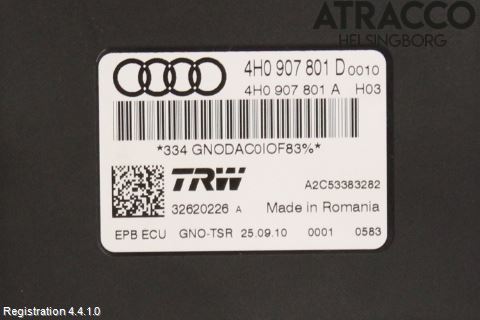 ATRACCO
HELSINGBORG
4H0 907 801 D 0010
4H0 907 801 A H03
*334 GNODAC0IOF83%*
TRW A2C53383282
32620226 A Made in Romania
EPB ECU GNO-TSR 25.09.10 0001 0583
Registration 4.4.1.0